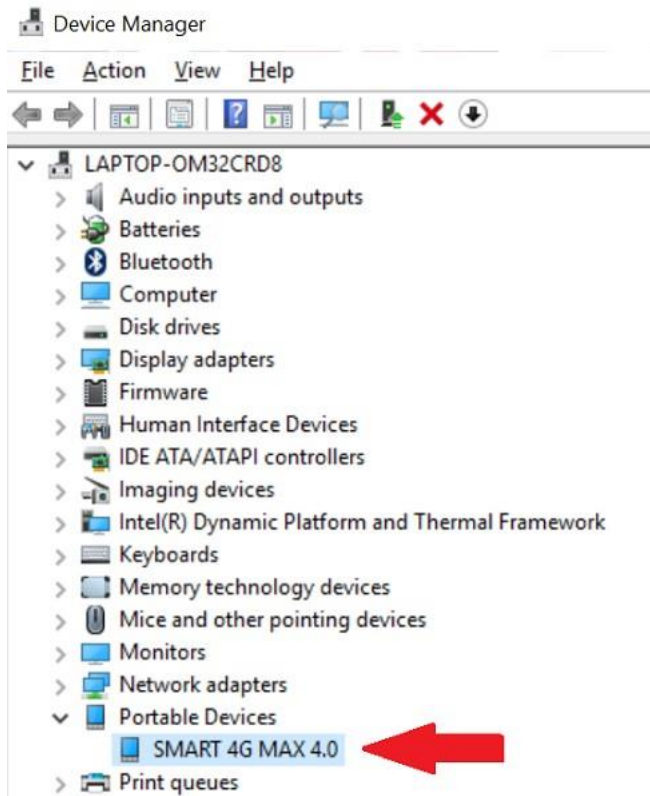 Device Manager
File Action View Help
LAPTOP-OM32CRD8
Audio inputs and outputs
Batteries
Bluetooth
Computer
Disk drives
Display adapters
Firmware
Human Interface Devices
IDE ATA/ATAPI controllers
Imaging devices
Intel(R) Dynamic Platform and Thermal Framework
Keyboards
Memory technology devices
Mice and other pointing devices
Monitors
Network adapters
Portable Devices
SMART 4G MAX 4.0
Print queues